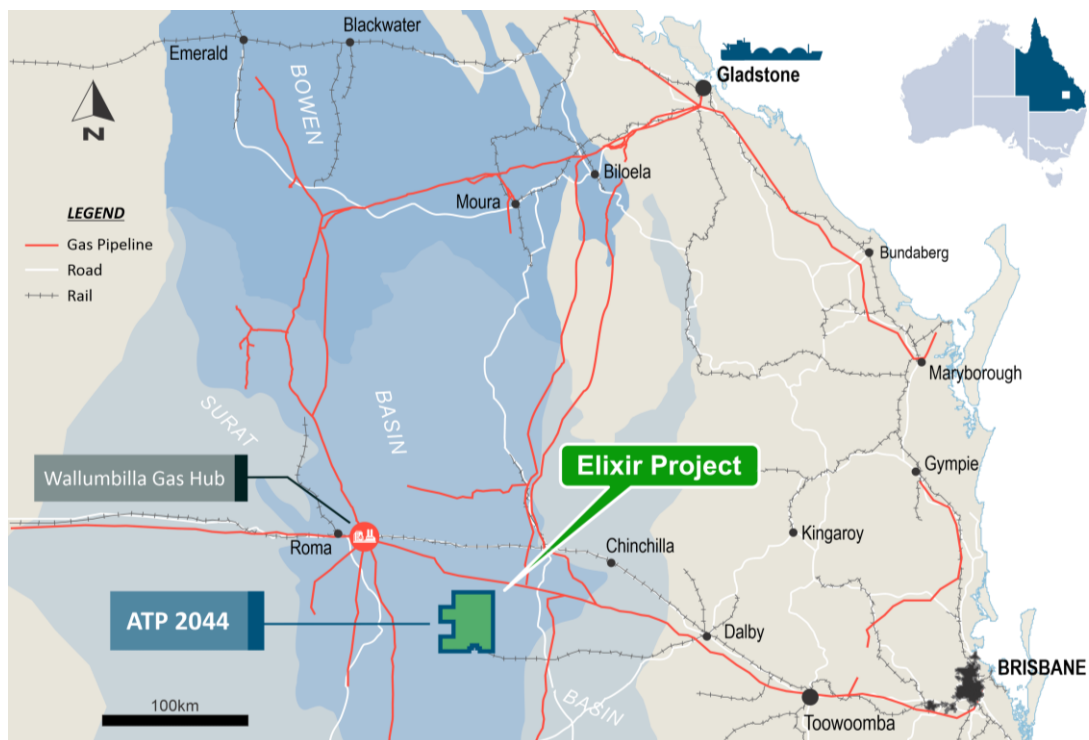 Blackwater
Emerald
Gladstone
BOWEN
N
Biloela
Moura
LEGEND
Gas Pipeline
Road
Rail
Bundaberg
Maryborough
SURAT
BASIN
Elixir Project
Wallumbilla Gas Hub
Gympie
Roma
Kingaroy
Chinchilla
ATP 2044
Dalby
BRISBANE
BASIN
100km
Toowoomba